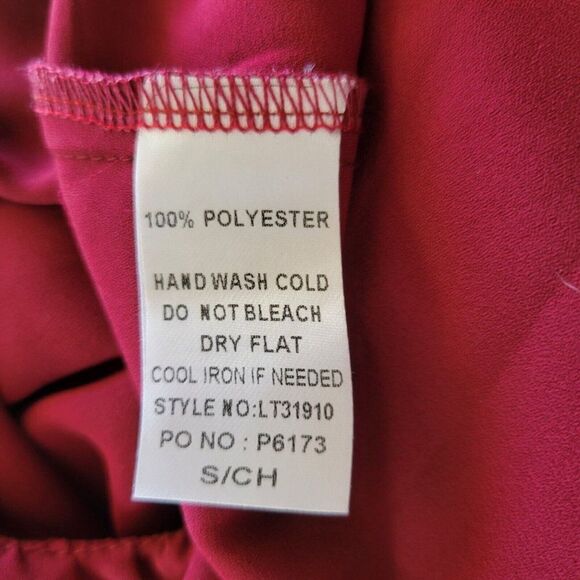 100% POLYESTER
HAND WASH COLD
DO NOT BLEACH
DRY FLAT
COOL IRON IF NEEDED
STYLE NO:LT31910
PO NO : P6173
S/CH